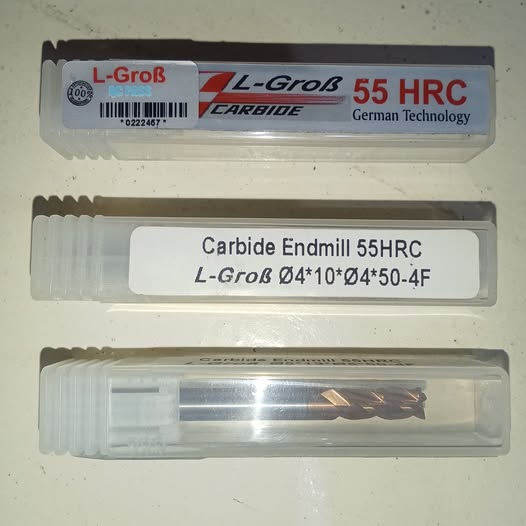 L-Groß
100%
* 0222467 *
L-Groß
CARBIDE
55 HRC
German Technology
Carbide Endmill 55HRC
L-Groß Ø4*10*Ø4*50-4F
Carbide Endmill 55HRC
L-Groß